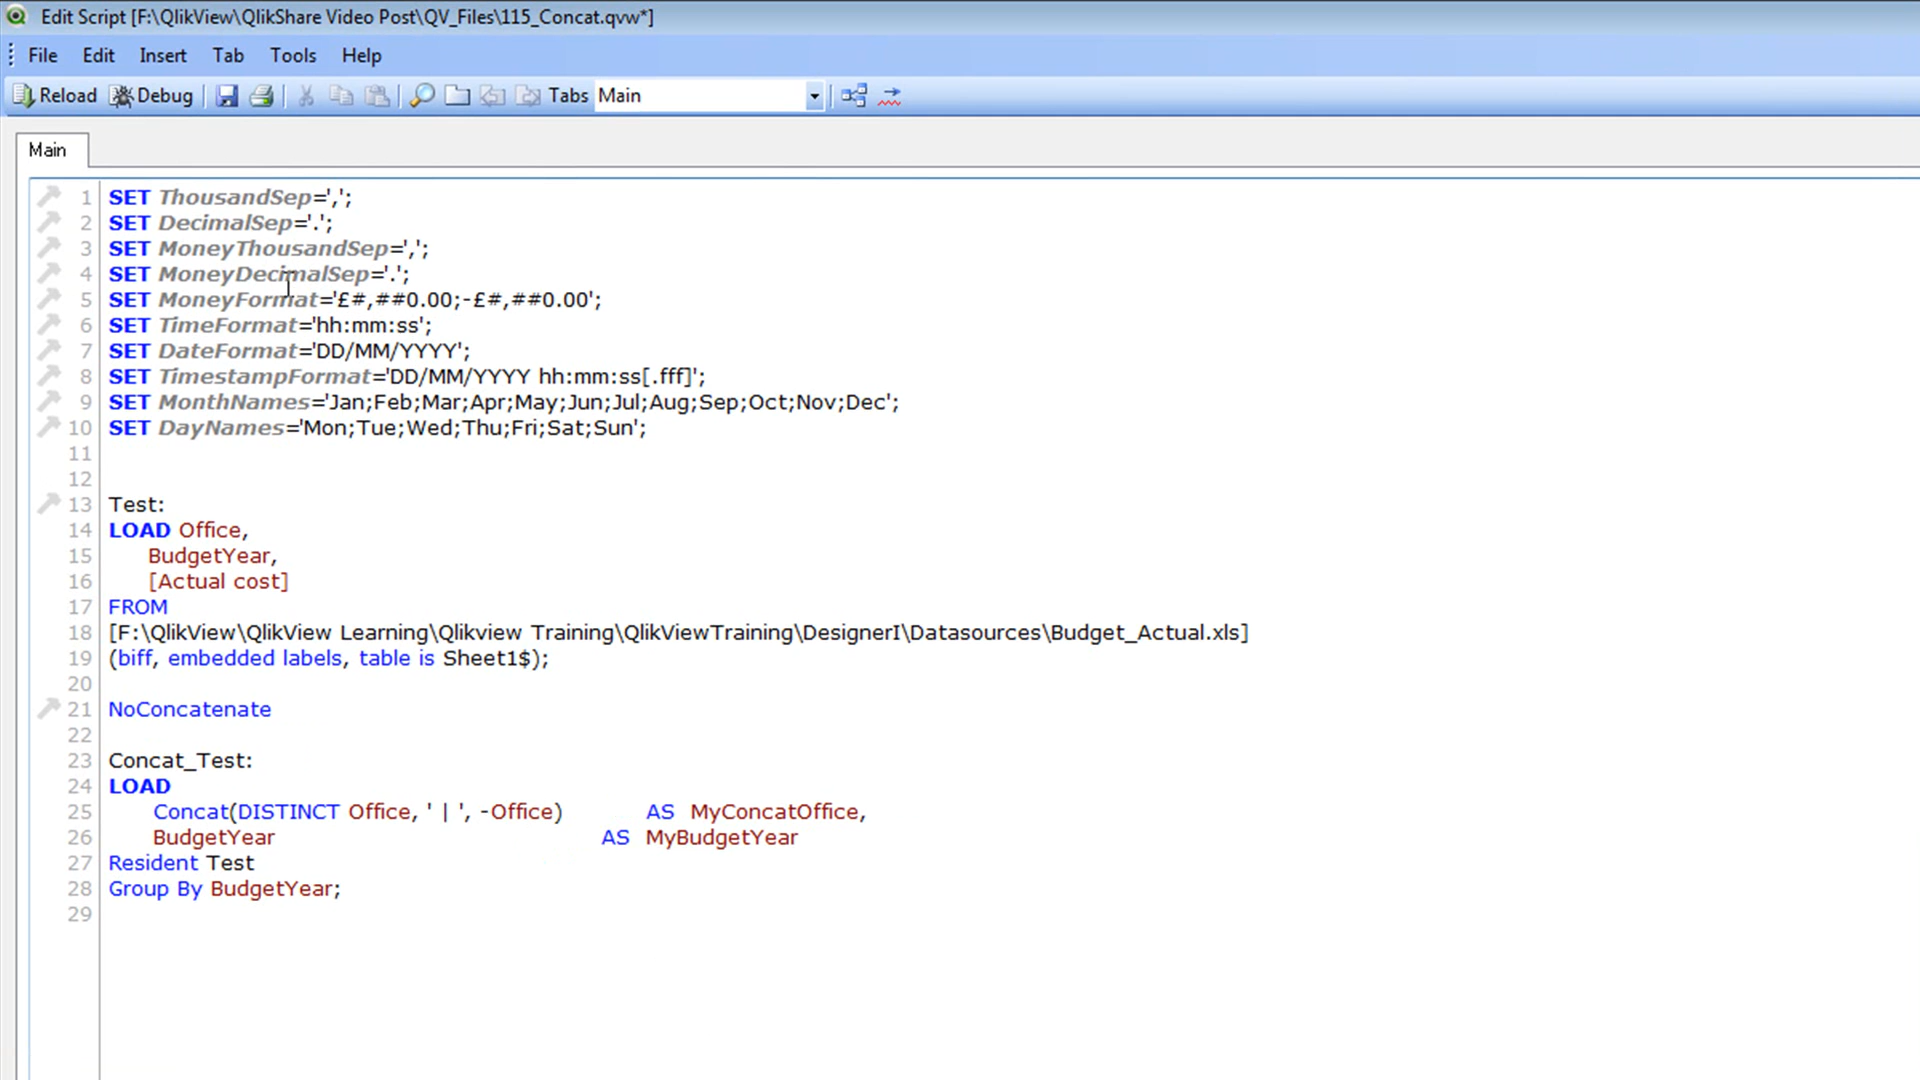 Edit Script [F:\QlikView\QlikShare Video Post\QV_Files\115_Concat.qvw*]
File Edit Insert Tab Tools Help
Reload Debug Tabs Main
Main
1 SET ThousandSep=',';
2 SET DecimalSep='.';
3 SET MoneyThousandSep=',';
4 SET MoneyDecimalSep='.';
5 SET MoneyFormat='£#,##0.00;-£#,##0.00';
6 SET TimeFormat='hh:mm:ss';
7 SET DateFormat='DD/MM/YYYY';
8 SET TimestampFormat='DD/MM/YYYY hh:mm:ss[.fff]';
9 SET MonthNames='Jan;Feb;Mar;Apr;May;Jun;Jul;Aug;Sep;Oct;Nov;Dec';
10 SET DayNames='Mon;Tue;Wed;Thu;Fri;Sat;Sun';
11
12
13 Test:
14 LOAD Office,
15 BudgetYear,
16 [Actual cost]
17 FROM
18 [F:\QlikView\QlikView Learning\Qlikview Training\QlikViewTraining\DesignerI\Datasources\Budget_Actual.xls]
19 (biff, embedded labels, table is Sheet1$);
20
21 NoConcatenate
22
23 Concat_Test:
24 LOAD
25 Concat(DISTINCT Office, ' | ', -Office) AS MyConcatOffice,
26 BudgetYear AS MyBudgetYear
27 Resident Test
28 Group By BudgetYear;
29